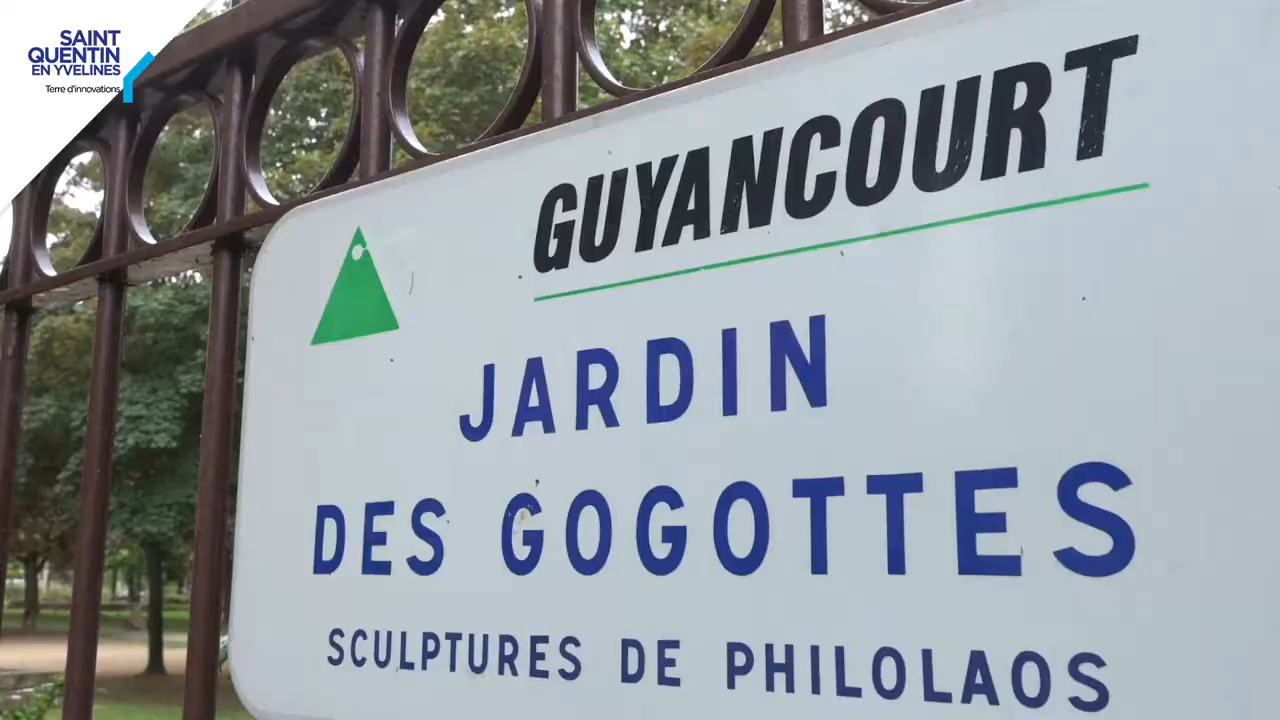 SAINT
QUENTIN
EN YVELINES
Terre d'innovations
GUYANCOURT
JARDIN
DES GOGOTTES
SCULPTURES DE PHILOLAOS